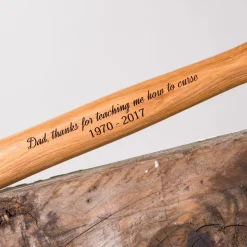 Dad, thanks for teaching me how to curse
1970 - 2017